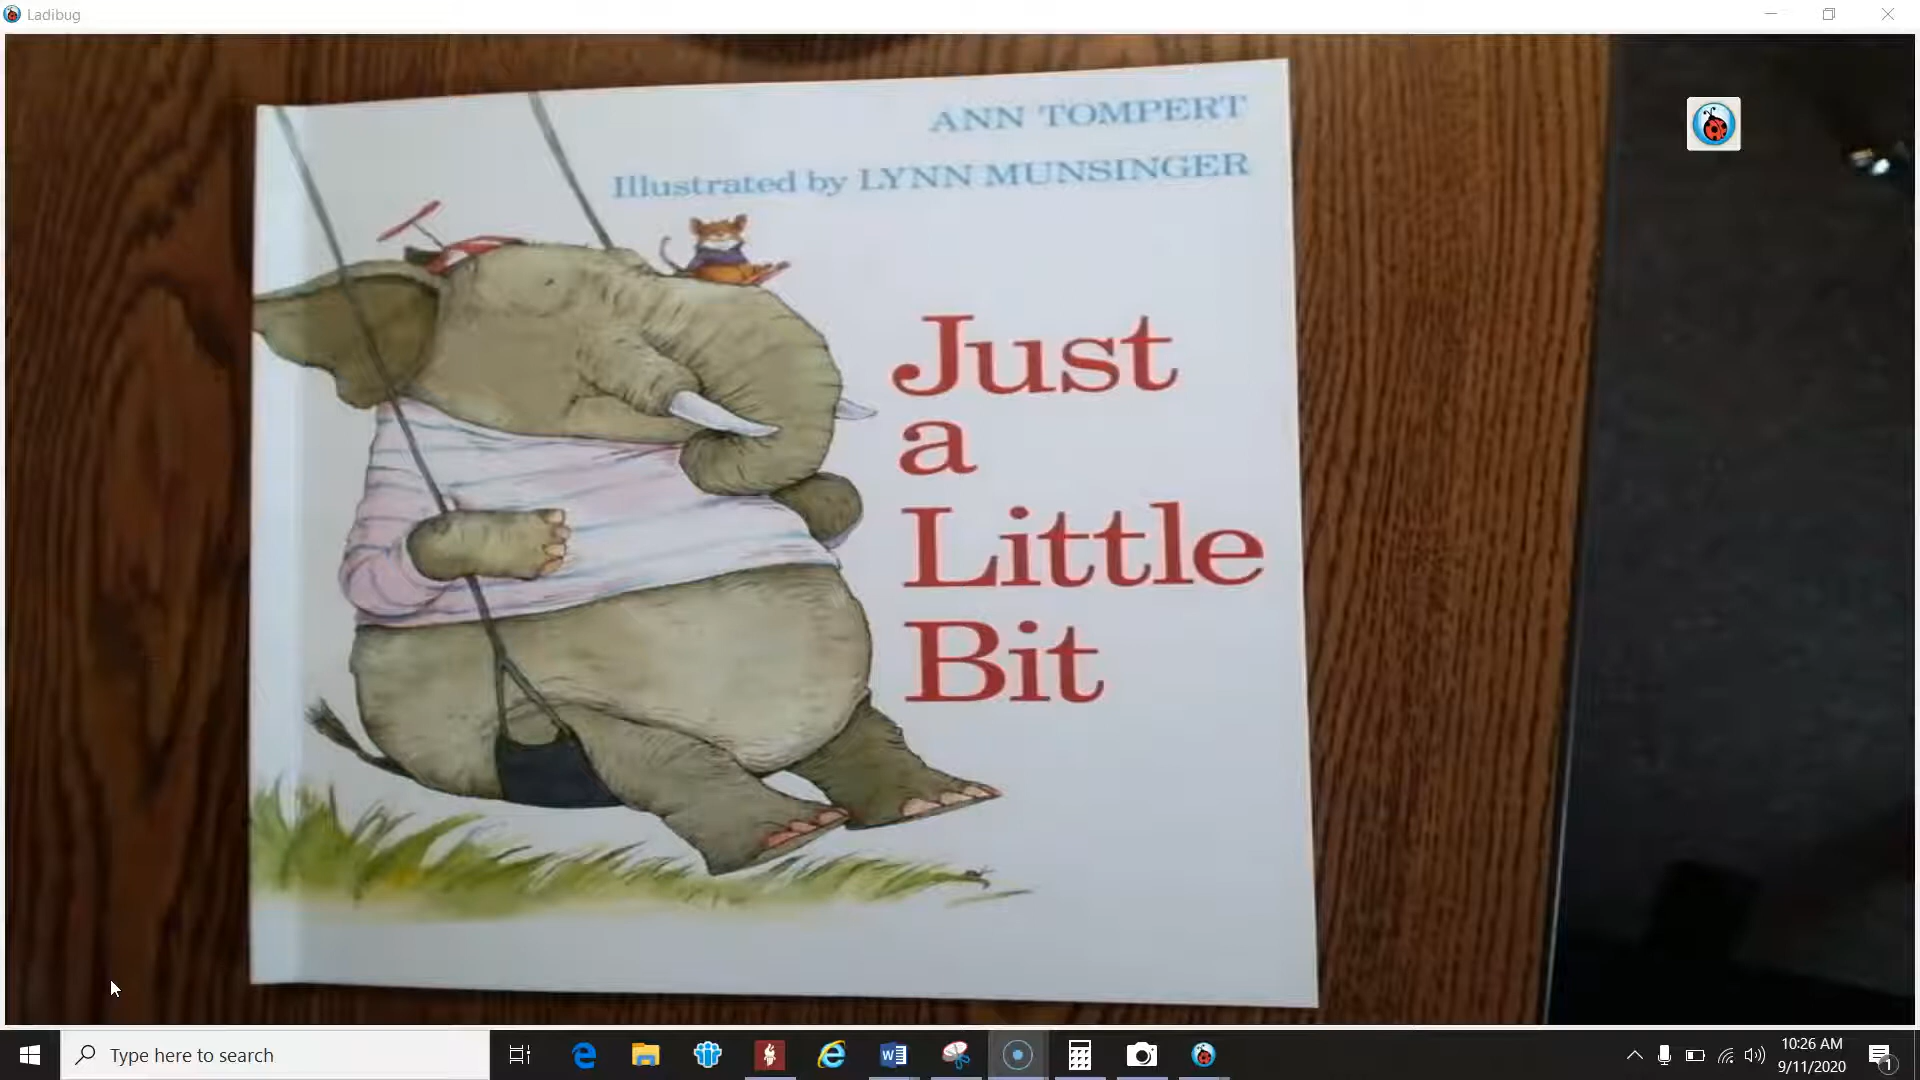 Ladibug
ANN TOMPERT
Illustrated by LYNN MUNSINGER
Just
a
Little
Bit
Type here to search
10:26 AM
9/11/2020
1